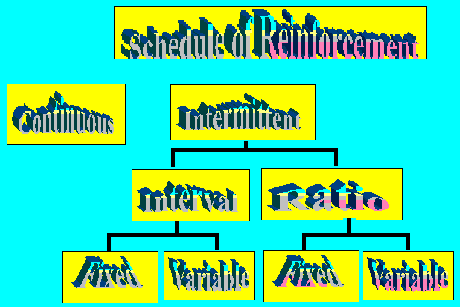 Schedule of Reinforcement
Continuous
Intermittent
Interval
Ratio
Fixed
Variable
Fixed
Variable